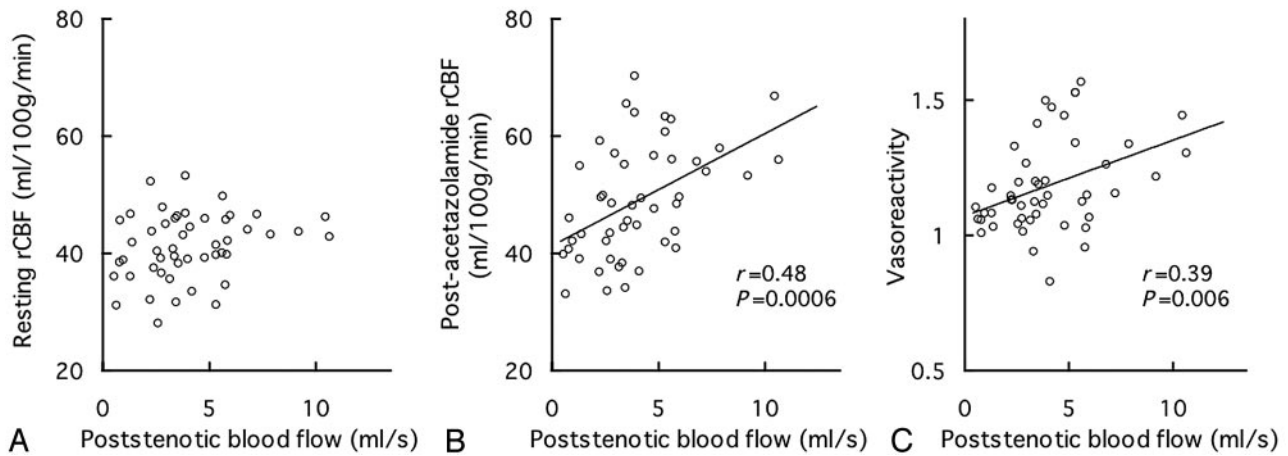 80
60
40
20
0
5
10
Resting rCBF (ml/100g/min)
Poststenotic blood flow (ml/s)
A
80
60
40
20
0
5
10
Post-acetazolamide rCBF
(ml/100g/min)
r=0.48
P=0.0006
Poststenotic blood flow (ml/s)
B
1.5
1
0.5
0
5
10
Vasoreactivity
r=0.39
P=0.006
Poststenotic blood flow (ml/s)
C